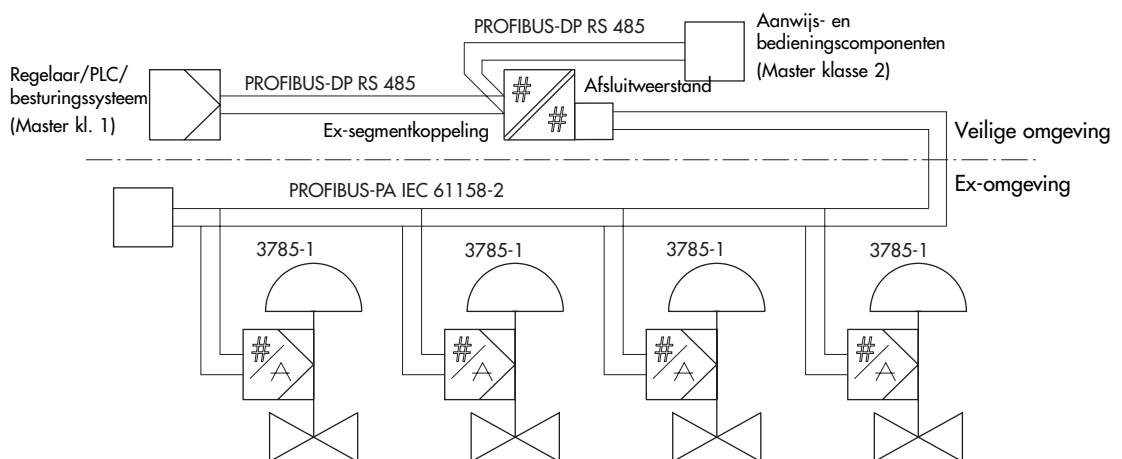 PROFIBUS-DP RS 485
Aanwijs- en
bedieningscomponenten
(Master klasse 2)
Regelaar/PLC/
besturingssysteem
(Master kl. 1)
PROFIBUS-DP RS 485
Afsluitweerstand
#
#
Ex-segmentkoppeling
Veilige omgeving
Ex-omgeving
PROFIBUS-PA IEC 61158-2
3785-1
3785-1
3785-1
3785-1
# A
# A
# A
# A